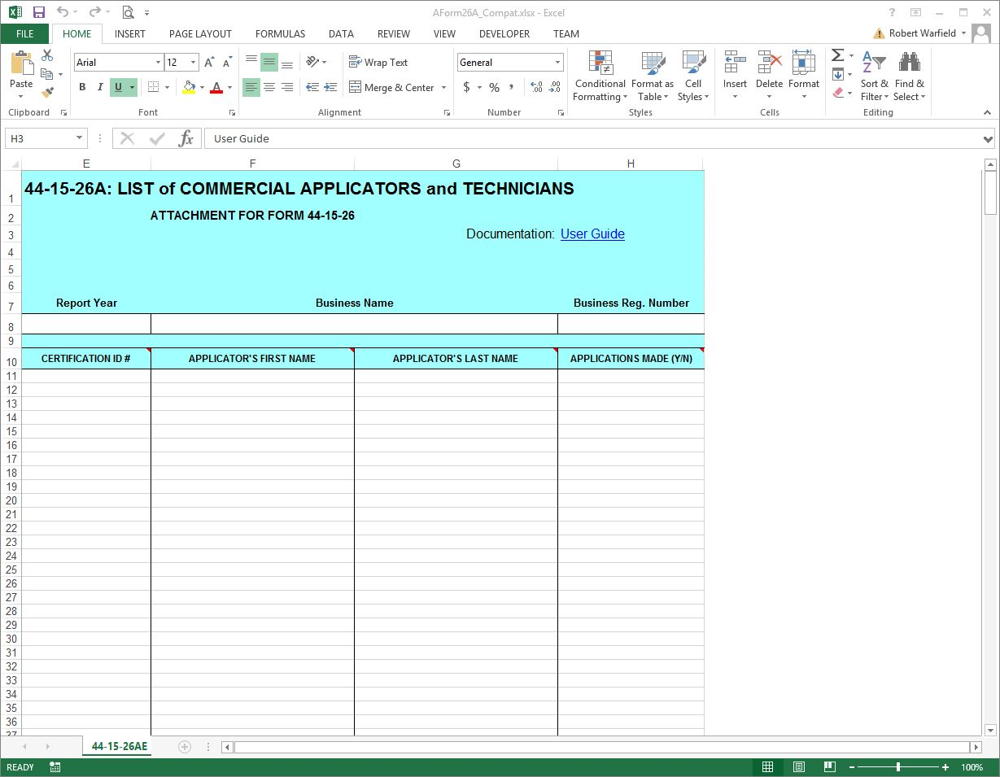 AForm26A_Compat.xlsx - Excel
?
FILE HOME INSERT PAGE LAYOUT FORMULAS DATA REVIEW VIEW DEVELOPER TEAM Robert Warfield
Paste
Arial 12 A A
B I U A
Wrap Text
Merge & Center
General
$ % , .00 .00
Conditional Formatting
Format as Table
Cell Styles
Insert Delete Format
Σ
Sort & Filter
Find & Select
Clipboard Font Alignment Number Styles Cells Editing
H3 fx User Guide
E F G H
1 44-15-26A: LIST of COMMERCIAL APPLICATORS and TECHNICIANS
2 ATTACHMENT FOR FORM 44-15-26
3 Documentation: User Guide
4
5
6
7 Report Year Business Name Business Reg. Number
8
9
10 CERTIFICATION ID # APPLICATOR'S FIRST NAME APPLICATOR'S LAST NAME APPLICATIONS MADE (Y/N)
11
12
13
14
15
16
17
18
19
20
21
22
23
24
25
26
27
28
29
30
31
32
33
34
35
36
37
44-15-26AE
READY 100%